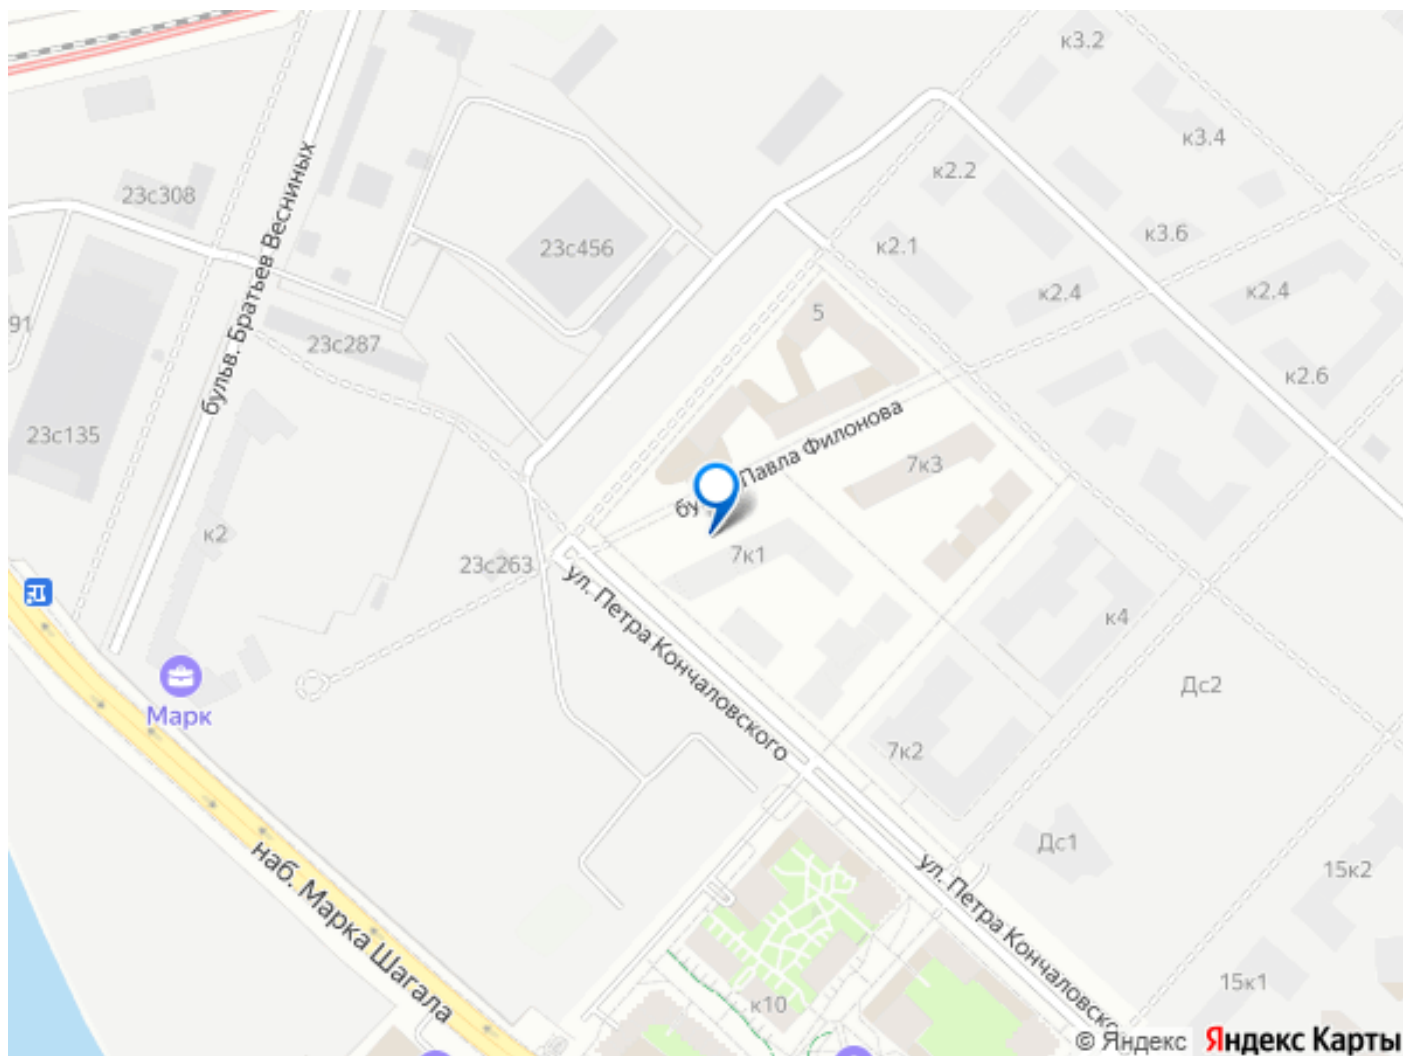 к3.2
к3.4
к2.2
23с308
к3.6
к2.1
23с456
к2.4
к2.4
5
91
бульв. Братьев Весниных
23с287
к2.6
23с135
Павла Филонова
7к3
бу
к2
7к1
23с263
ул. Петра Кончаловского
к4
Дс2
Марк
7к2
Дс1
наб. Марка Шагала
15к2
ул. Петра Кончаловско
15к1
к10
© Яндекс Яндекс Карты